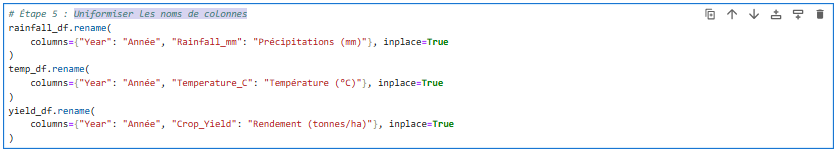 # Étape 5 : Uniformiser les noms de colonnes
rainfall_df.rename(
    columns={"Year": "Année", "Rainfall_mm": "Précipitations (mm)"}, inplace=True
)
temp_df.rename(
    columns={"Year": "Année", "Temperature_C": "Température (°C)"}, inplace=True
)
yield_df.rename(
    columns={"Year": "Année", "Crop_Yield": "Rendement (tonnes/ha)"}, inplace=True
)